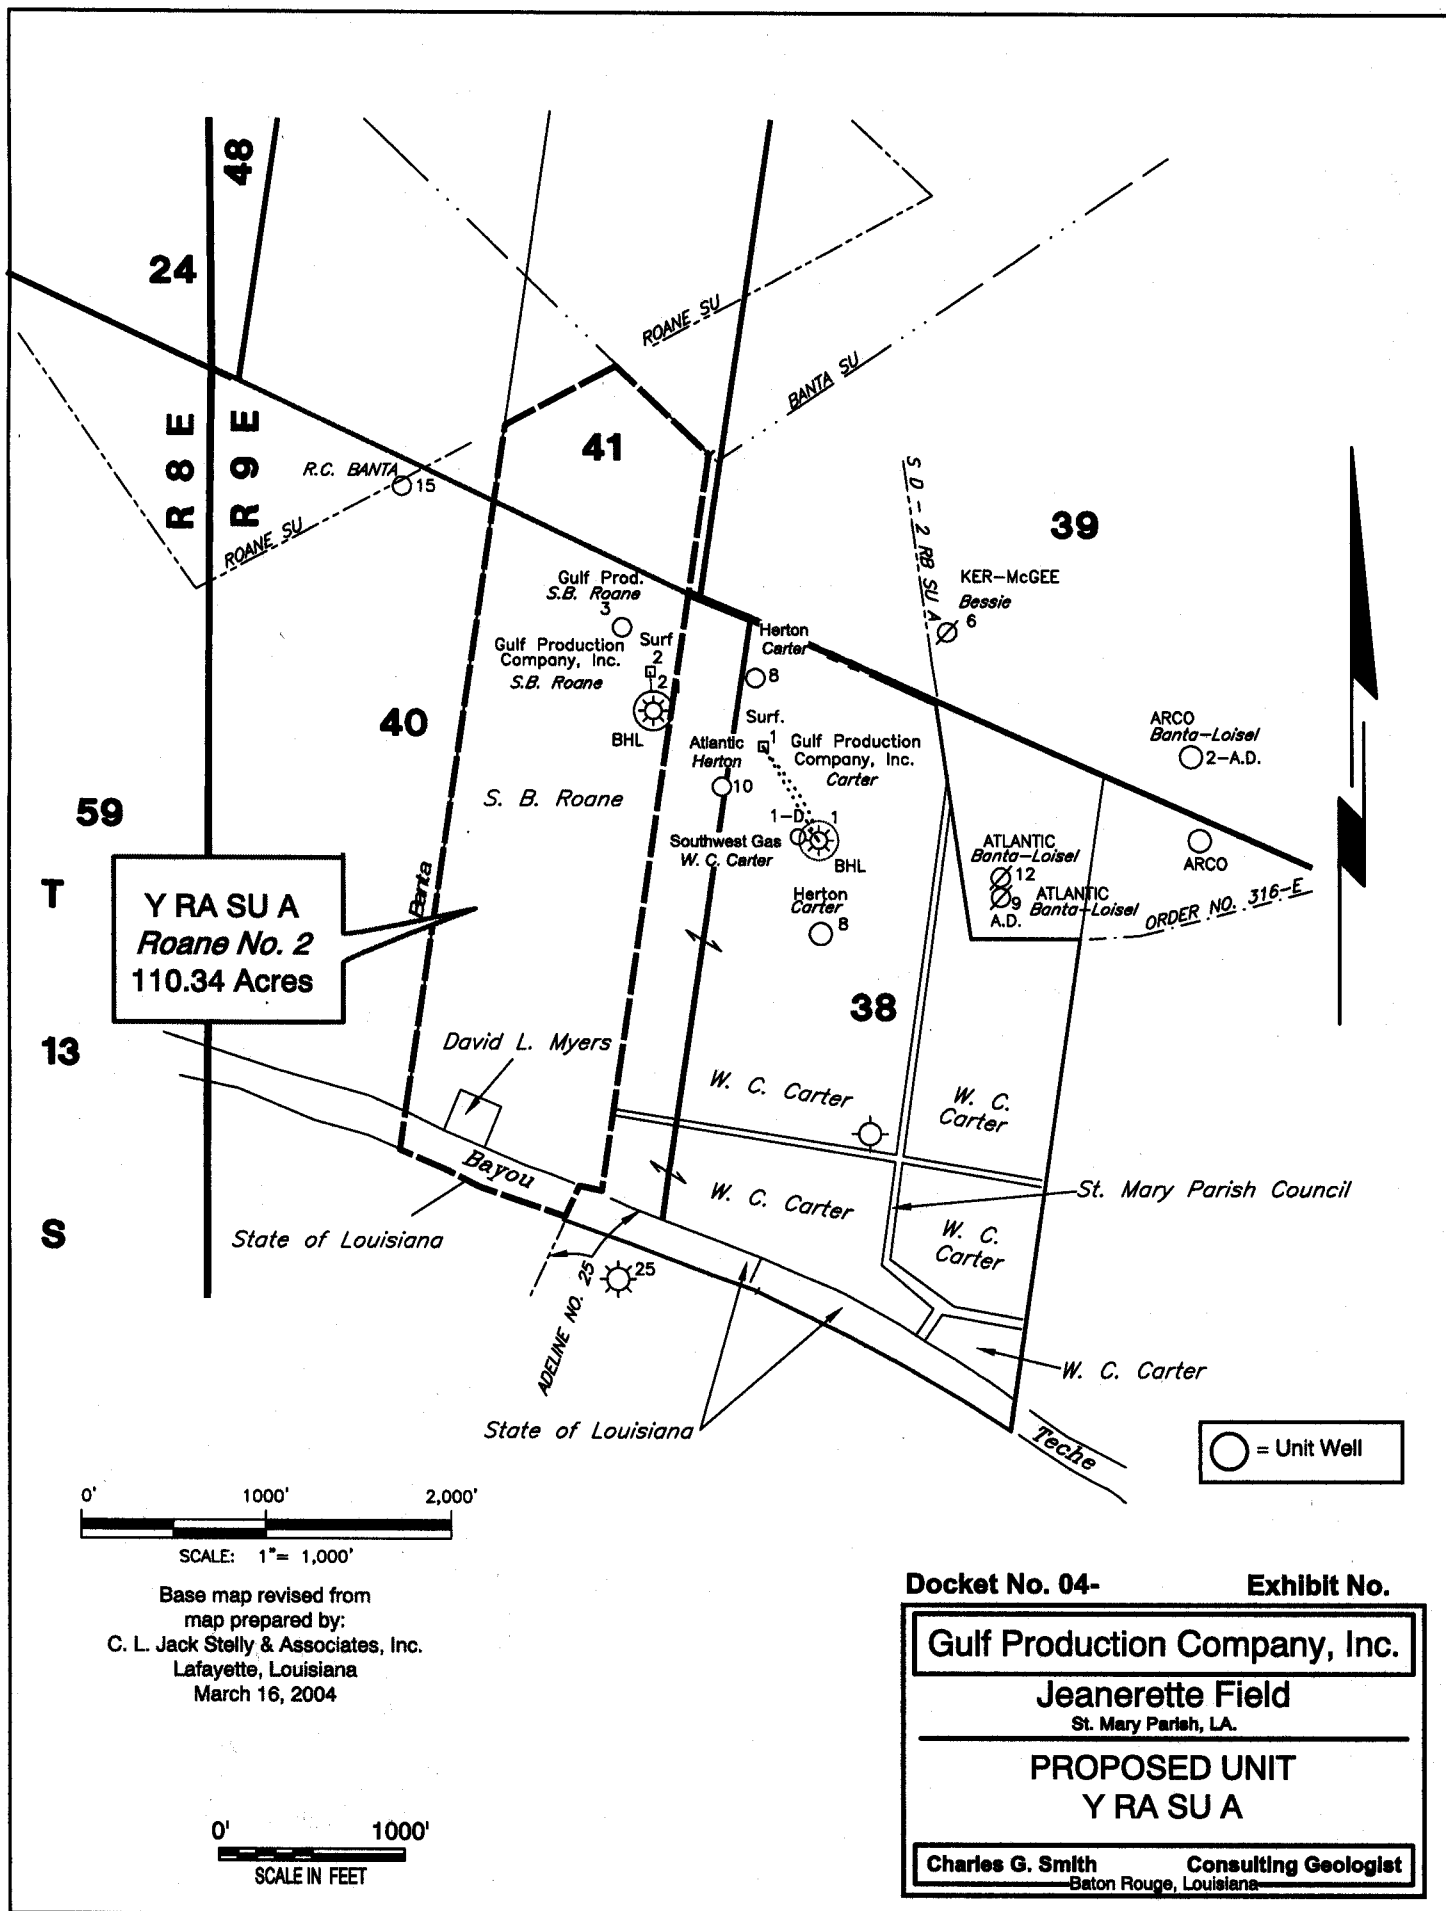 48
24
ROANE SU
BANTA SU
R 8 E
R 9 E
41
R.C. BANTA
15
ROANE SU
S D - 2 RB SU A
39
KER-McGEE
Bessie
6
Gulf Prod.
S.B. Roane
3
Gulf Production
Company, Inc.
S.B. Roane
Surf
2
2
BHL
Herton
Carter
8
40
Surf.
1
Atlantic
Herton
10
Gulf Production
Company, Inc.
Carter
ARCO
Banta-Loisel
2-A.D.
S. B. Roane
59
1-D
1
Southwest Gas
W. C. Carter
BHL
ATLANTIC
Banta-Loisel
12
ARCO
Banta
T
Y RA SU A
Roane No. 2
110.34 Acres
Herton
Carter
8
9
A.D.
ATLANTIC
Banta-Loisel
ORDER NO. 316-E
38
13
David L. Myers
W. C. Carter
W. C.
Carter
Bayou
W. C. Carter
St. Mary Parish Council
S
State of Louisiana
W. C.
Carter
25
ADELINE NO. 25
W. C. Carter
State of Louisiana
Teche
= Unit Well
0' 1000' 2,000'
SCALE: 1"= 1,000'
Base map revised from
map prepared by:
C. L. Jack Stelly & Associates, Inc.
Lafayette, Louisiana
March 16, 2004
Docket No. 04- Exhibit No.
Gulf Production Company, Inc.
Jeanerette Field
St. Mary Parish, LA.
PROPOSED UNIT
Y RA SU A
Charles G. Smith Consulting Geologist
Baton Rouge, Louisiana
0' 1000'
SCALE IN FEET